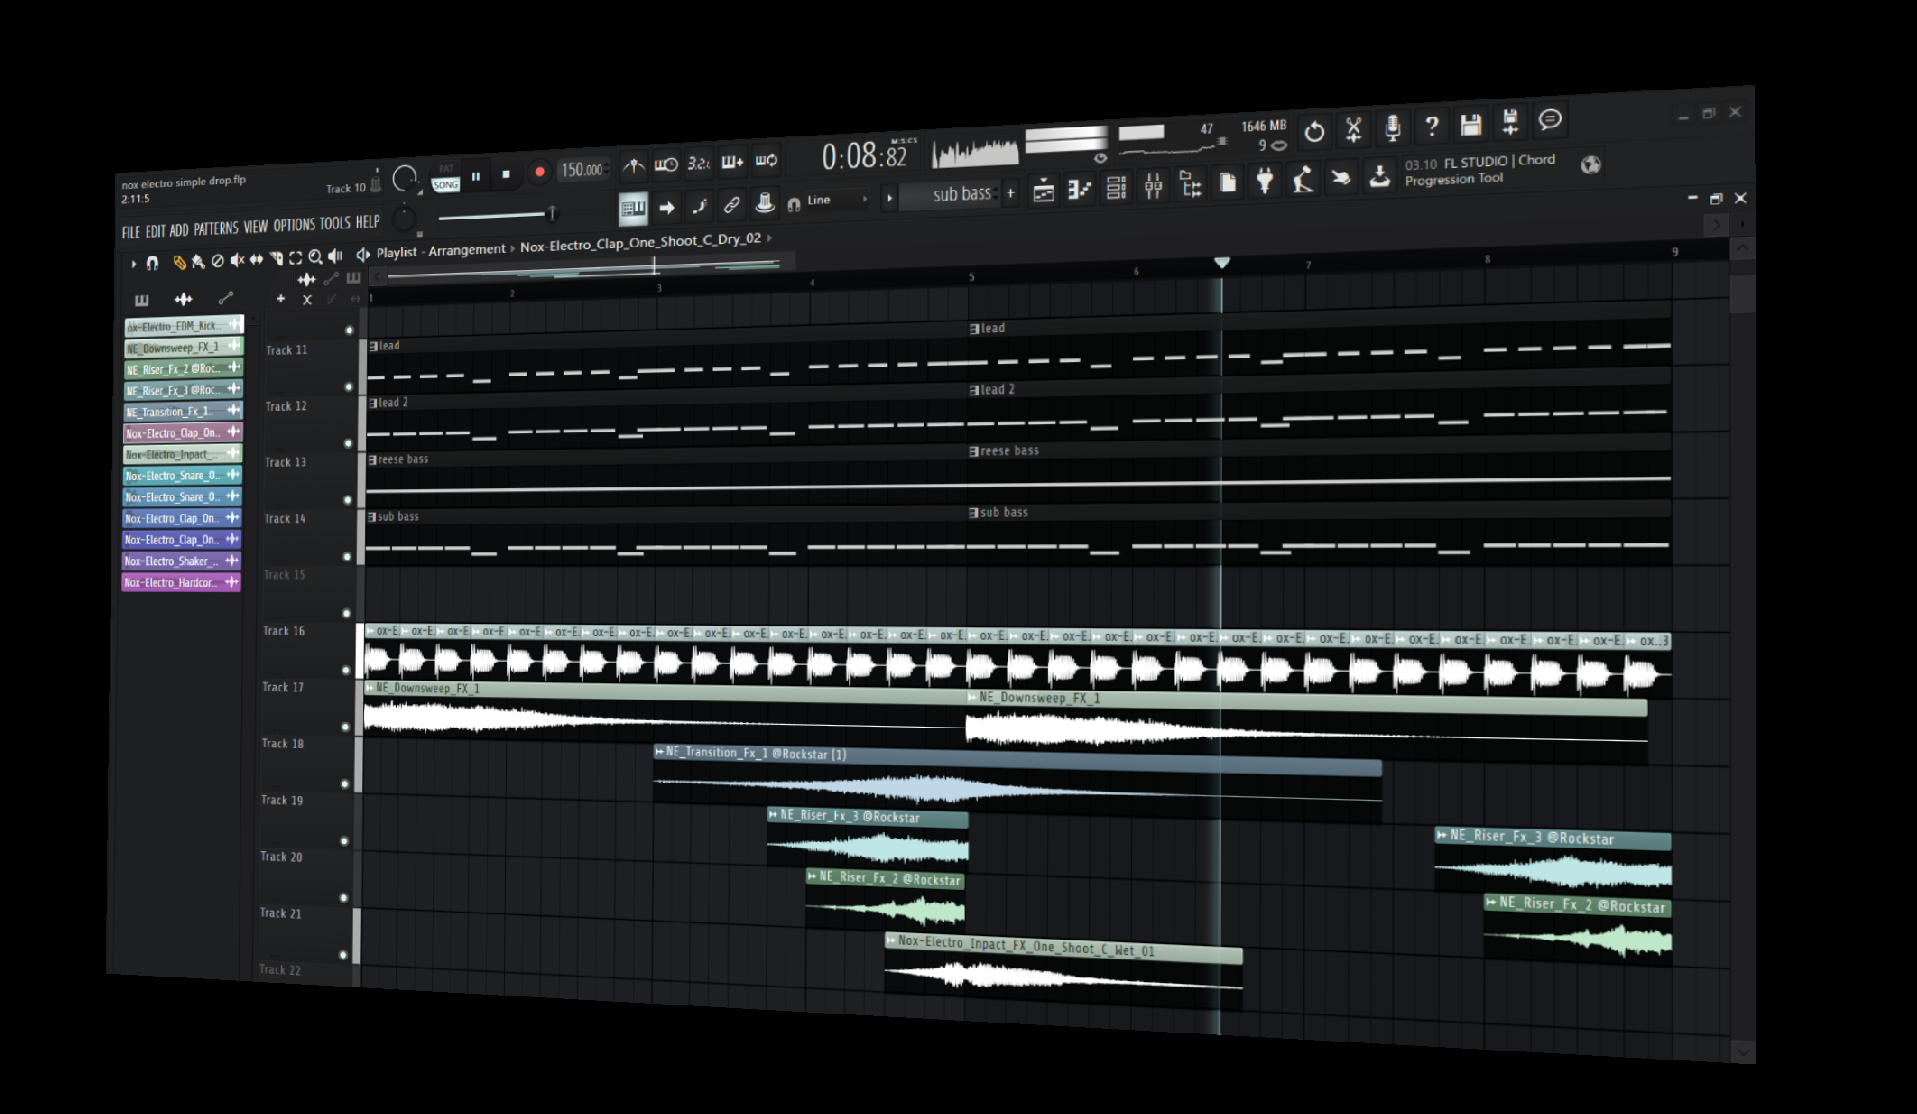 nox electro simple drop.flp
2:11:5
Track 10
PAT
SONG
150.000
3.2.
0:08:82
M:S:CS
47
1646 MB
9
FILE EDIT ADD PATTERNS VIEW OPTIONS TOOLS HELP
Line
sub bass
03.10 FL STUDIO | Chord
Progression Tool
Playlist - Arrangement
Nox-Electro_Clap_One_Shoot_C_Dry_02
1 2 3 4 5 6 7 8 9
ox-Electro_EDM_Kick..
NE_Downsweep_FX_1
NE_Riser_Fx_2 @Roc..
NE_Riser_Fx_3 @Roc..
NE_Transition_Fx_1..
Nox-Electro_Clap_On..
Nox-Electro_Inpact_..
Nox-Electro_Snare_0..
Nox-Electro_Snare_0..
Nox-Electro_Clap_On..
Nox-Electro_Clap_On..
Nox-Electro_Shaker_..
Nox-Electro_Hardcor..
Track 11
lead
lead
Track 12
lead 2
lead 2
Track 13
reese bass
reese bass
Track 14
sub bass
sub bass
Track 15
Track 16
ox-E.. ox-E.. ox-E.. ox-E.. ox-E.. ox-E.. ox-E.. ox-E.. ox-E.. ox-E.. ox-E.. ox-E.. ox-E.. ox-E.. ox-E.. ox-E.. ox-E.. ox-E.. ox-E.. ox-E.. ox-E.. ox-E.. ox-E.. ox-E.. ox-E.. ox-E.. ox-E.. ox-E.. ox-E.. ox-E.. ox-E.. ox..3
Track 17
NE_Downsweep_FX_1
NE_Downsweep_FX_1
Track 18
NE_Transition_Fx_1 @Rockstar (1)
Track 19
NE_Riser_Fx_3 @Rockstar
NE_Riser_Fx_3 @Rockstar
Track 20
NE_Riser_Fx_2 @Rockstar
NE_Riser_Fx_2 @Rockstar
Track 21
Nox-Electro_Inpact_FX_One_Shoot_C_Wet_01
Track 22